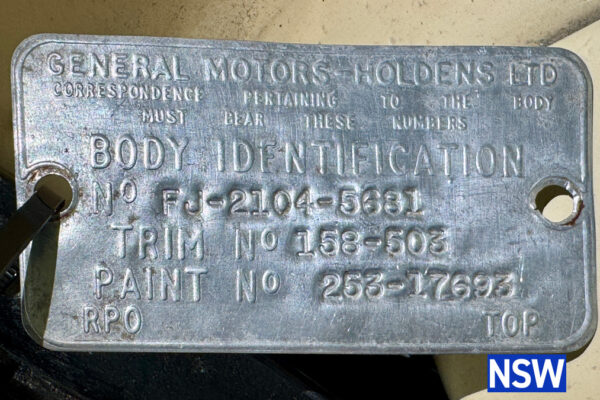 GENERAL MOTORS-HOLDENS LTD
CORRESPONDENCE PERTAINING TO THE BODY
MUST BEAR THESE NUMBERS
BODY IDENTIFICATION
No FJ-2104-5681
TRIM No 158-503
PAINT No 253-17693
RPO TOP
NSW